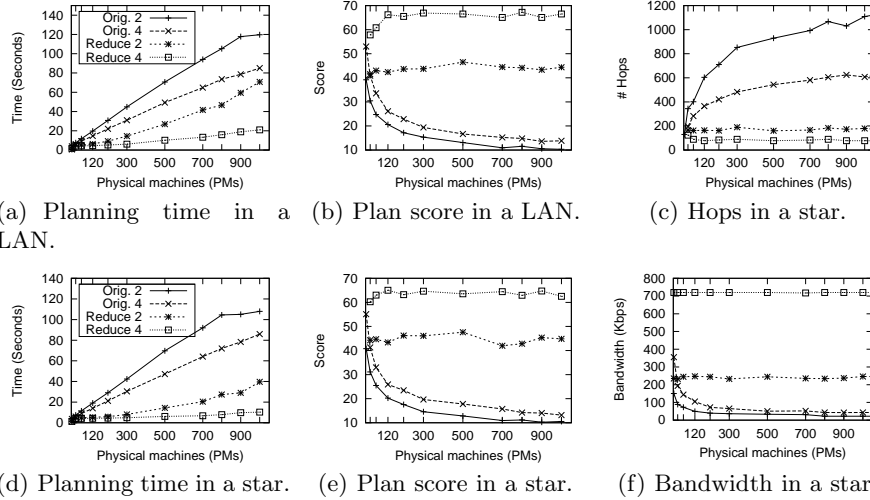 140
120
100
80
60
40
20
0
Time (Seconds)
Orig. 2
Orig. 4
Reduce 2
Reduce 4
120 300 500 700 900
Physical machines (PMs)
70
60
50
40
30
20
10
Score
120 300 500 700 900
Physical machines (PMs)
1200
1000
800
600
400
200
0
# Hops
120 300 500 700 900
Physical machines (PMs)
(a) Planning time in a LAN.
(b) Plan score in a LAN.
(c) Hops in a star.
140
120
100
80
60
40
20
0
Time (Seconds)
Orig. 2
Orig. 4
Reduce 2
Reduce 4
120 300 500 700 900
Physical machines (PMs)
70
60
50
40
30
20
10
Score
120 300 500 700 900
Physical machines (PMs)
800
700
600
500
400
300
200
100
0
Bandwidth (Kbps)
120 300 500 700 900
Physical machines (PMs)
(d) Planning time in a star.
(e) Plan score in a star.
(f) Bandwidth in a star